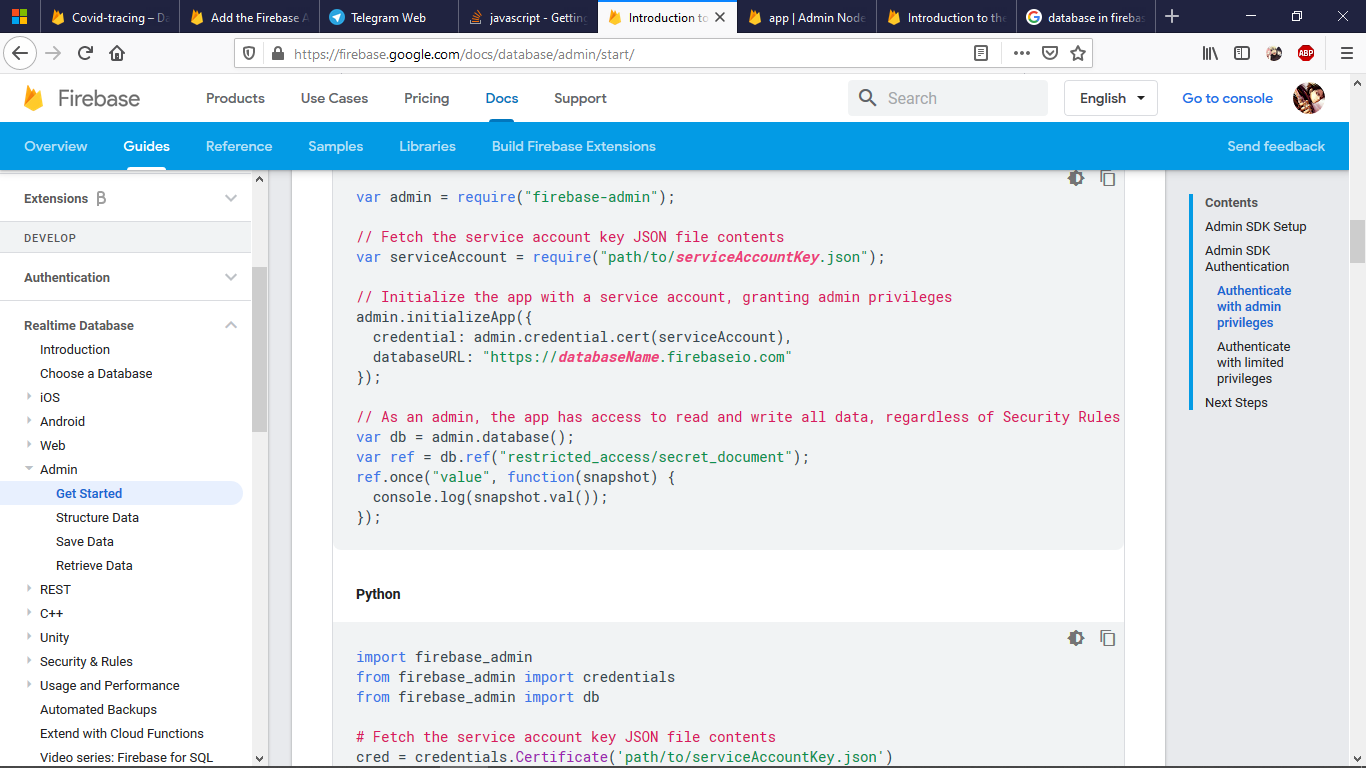 Covid-tracing – Da
Add the Firebase A
Telegram Web
javascript - Getting
Introduction to
app | Admin Node
Introduction to the
database in firebas
https://firebase.google.com/docs/database/admin/start/
ABP
Firebase
Products
Use Cases
Pricing
Docs
Support
Search
English
Go to console
Overview
Guides
Reference
Samples
Libraries
Build Firebase Extensions
Send feedback
Extensions β
DEVELOP
Authentication
Realtime Database
Introduction
Choose a Database
iOS
Android
Web
Admin
Get Started
Structure Data
Save Data
Retrieve Data
REST
C++
Unity
Security & Rules
Usage and Performance
Automated Backups
Extend with Cloud Functions
Video series: Firebase for SQL
var admin = require("firebase-admin");
// Fetch the service account key JSON file contents
var serviceAccount = require("path/to/serviceAccountKey.json");
// Initialize the app with a service account, granting admin privileges
admin.initializeApp({
credential: admin.credential.cert(serviceAccount),
databaseURL: "https://databaseName.firebaseio.com"
});
// As an admin, the app has access to read and write all data, regardless of Security Rules
var db = admin.database();
var ref = db.ref("restricted_access/secret_document");
ref.once("value", function(snapshot) {
console.log(snapshot.val());
});
Python
import firebase_admin
from firebase_admin import credentials
from firebase_admin import db
# Fetch the service account key JSON file contents
cred = credentials.Certificate('path/to/serviceAccountKey.json')
Contents
Admin SDK Setup
Admin SDK
Authentication
Authenticate
with admin
privileges
Authenticate
with limited
privileges
Next Steps